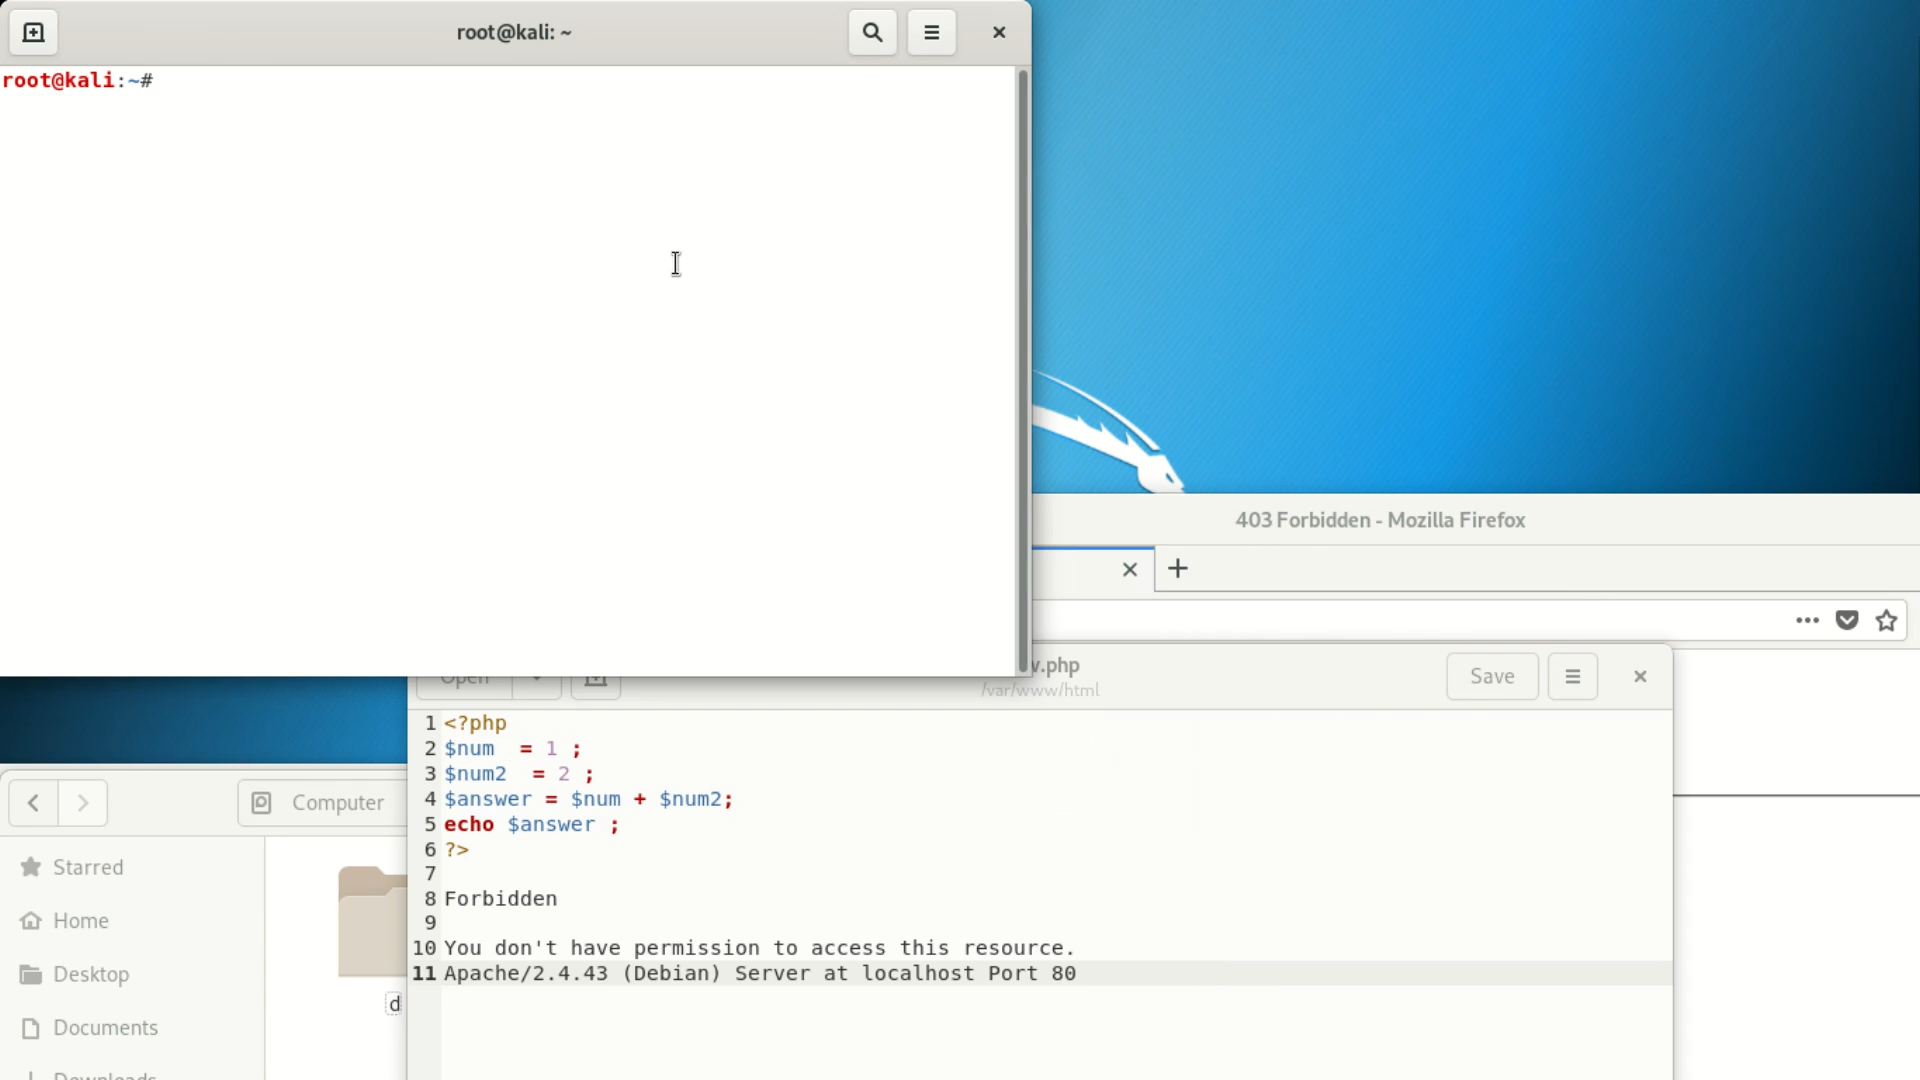 root@kali: ~
root@kali:~#
403 Forbidden - Mozilla Firefox
Open
v.php
/var/www/html
Save
1 <?php
2 $num  = 1 ;
3 $num2  = 2 ;
4 $answer = $num + $num2;
5 echo $answer ;
6 ?>
7
8 Forbidden
9
10 You don't have permission to access this resource.
11 Apache/2.4.43 (Debian) Server at localhost Port 80
Computer
Starred
Home
Desktop
Documents
Downloads
d